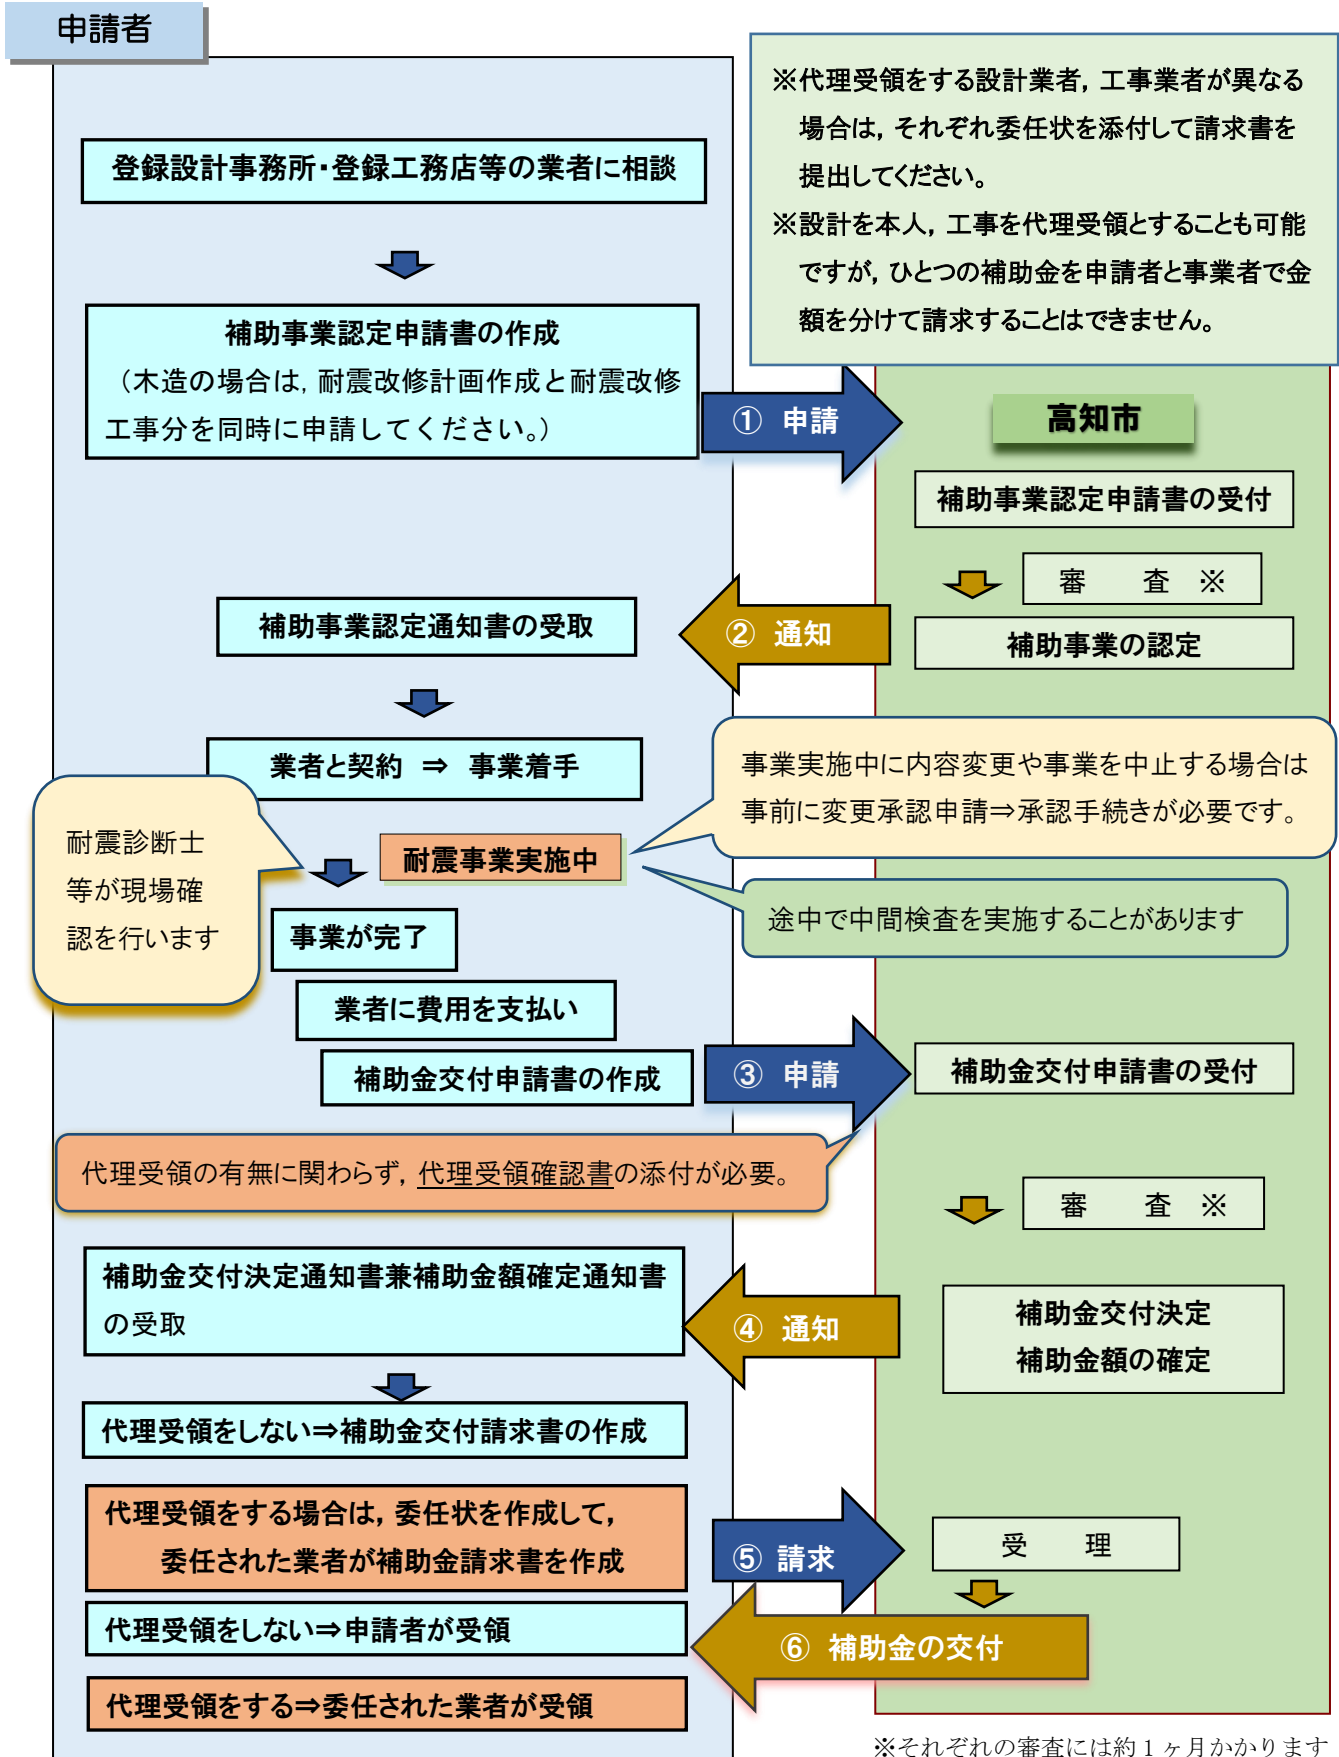 申請者
※代理受領をする設計業者,工事業者が異なる
場合は,それぞれ委任状を添付して請求書を
提出してください。
※設計を本人,工事を代理受領とすることも可能
ですが,ひとつの補助金を申請者と事業者で金
額を分けて請求することはできません。
登録設計事務所・登録工務店等の業者に相談
補助事業認定申請書の作成
（木造の場合は,耐震改修計画作成と耐震改修
工事分を同時に申請してください。）
① 申請
高知市
補助事業認定申請書の受付
審　査 ※
補助事業の認定
② 通知
補助事業認定通知書の受取
業者と契約 ⇒ 事業着手
事業実施中に内容変更や事業を中止する場合は
事前に変更承認申請⇒承認手続きが必要です。
耐震診断士
等が現場確
認を行います
耐震事業実施中
途中で中間検査を実施することがあります
事業が完了
業者に費用を支払い
補助金交付申請書の作成
③ 申請
補助金交付申請書の受付
代理受領の有無に関わらず,代理受領確認書の添付が必要。
審　査 ※
補助金交付決定
補助金額の確定
④ 通知
補助金交付決定通知書兼補助金額確定通知書
の受取
代理受領をしない⇒補助金交付請求書の作成
代理受領をする場合は,委任状を作成して,
委任された業者が補助金請求書を作成
⑤ 請求
受　理
代理受領をしない⇒申請者が受領
⑥ 補助金の交付
代理受領をする⇒委任された業者が受領
※それぞれの審査には約１ヶ月かかります